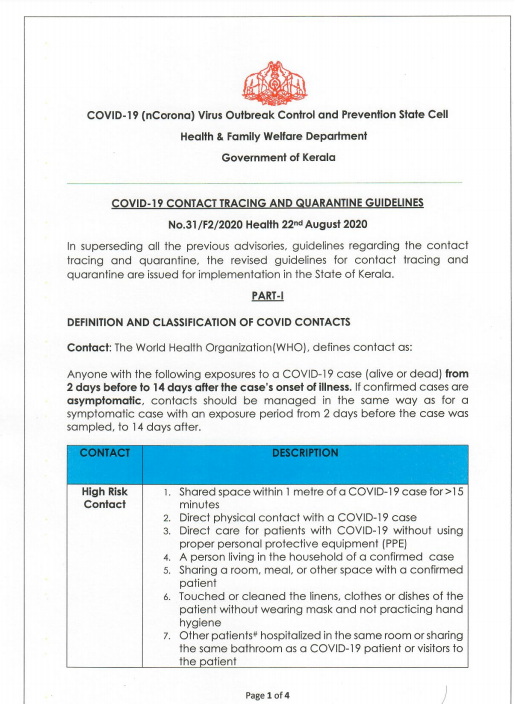 COVID-19 (nCorona) Virus Outbreak Control and Prevention State Cell
Health & Family Welfare Department
Government of Kerala
COVID-19 CONTACT TRACING AND QUARANTINE GUIDELINES
No.31/F2/2020 Health 22nd August 2020
In superseding all the previous advisories, guidelines regarding the contact
tracing and quarantine, the revised guidelines for contact tracing and
quarantine are issued for implementation in the State of Kerala.
PART-I
DEFINITION AND CLASSIFICATION OF COVID CONTACTS
Contact: The World Health Organization(WHO), defines contact as:
Anyone with the following exposures to a COVID-19 case (alive or dead) from
2 days before to 14 days after the case's onset of illness. If confirmed cases are
asymptomatic, contacts should be managed in the same way as for a
symptomatic case with an exposure period from 2 days before the case was
sampled, to 14 days after.
CONTACT DESCRIPTION
High Risk
Contact
1. Shared space within 1 metre of a COVID-19 case for >15
minutes
2. Direct physical contact with a COVID-19 case
3. Direct care for patients with COVID-19 without using
proper personal protective equipment (PPE)
4. A person living in the household of a confirmed case
5. Sharing a room, meal, or other space with a confirmed
patient
6. Touched or cleaned the linens, clothes or dishes of the
patient without wearing mask and not practicing hand
hygiene
7. Other patients# hospitalized in the same room or sharing
the same bathroom as a COVID-19 patient or visitors to
the patient
Page 1 of 4